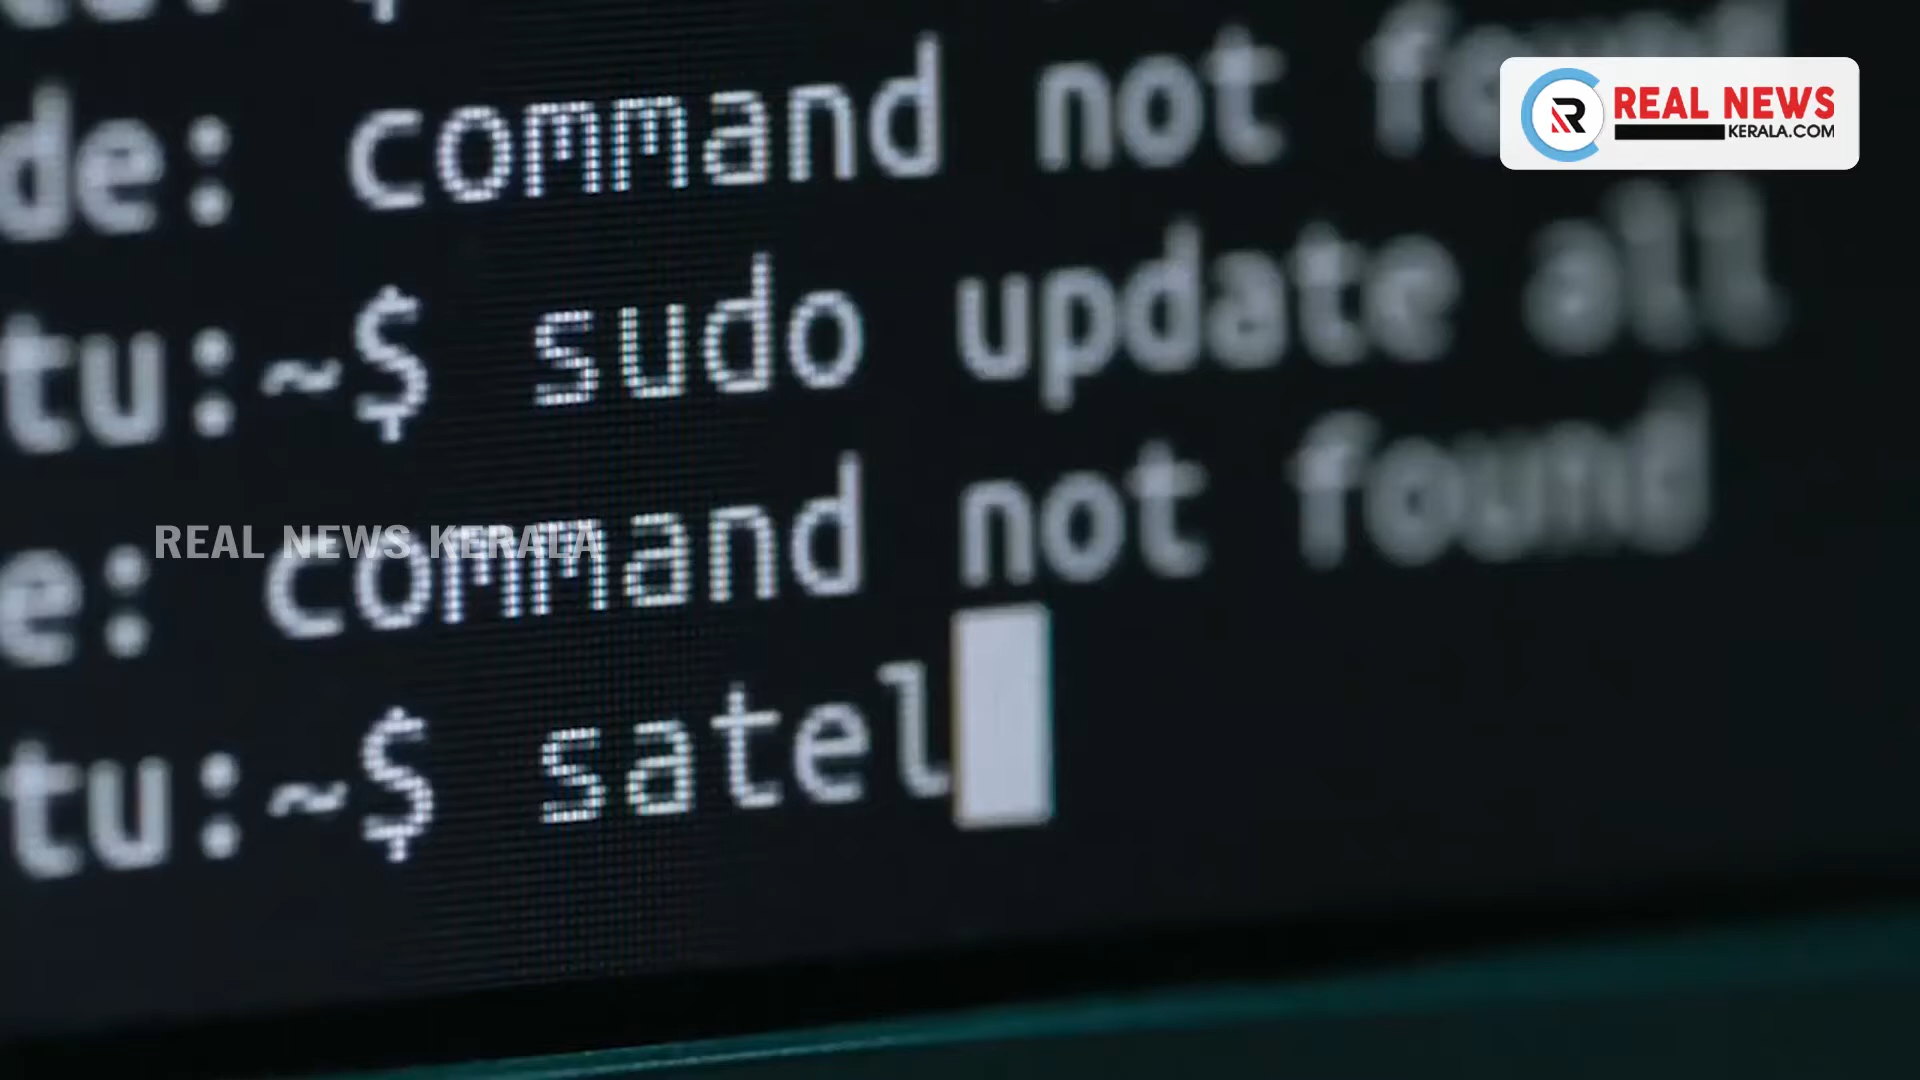 de: command not found
REAL NEWS
KERALA.COM
tu:~$ sudo update all
e: command not found
REAL NEWS KERALA
tu:~$ satel